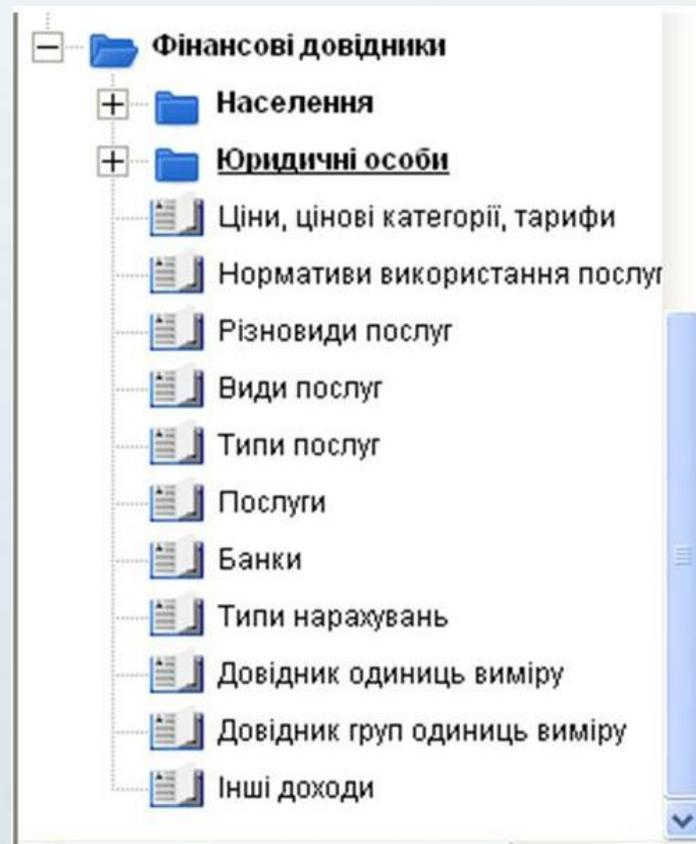 Фінансові довідники
Населення
Юридичні особи
Ціни, цінові категорії, тарифи
Нормативи використання послуг
Різновиди послуг
Види послуг
Типи послуг
Послуги
Банки
Типи нарахувань
Довідник одиниць виміру
Довідник груп одиниць виміру
Інші доходи